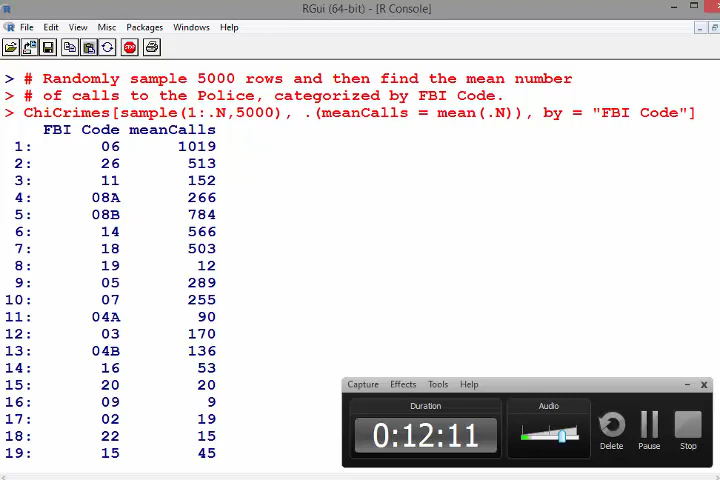 RGui (64-bit) - [R Console]
File Edit View Misc Packages Windows Help
STOP
> # Randomly sample 5000 rows and then find the mean number
> # of calls to the Police, categorized by FBI Code.
> ChiCrimes[sample(1:.N,5000), .(meanCalls = mean(.N)), by = "FBI Code"]
FBI Code meanCalls
1: 06 1019
2: 26 513
3: 11 152
4: 08A 266
5: 08B 784
6: 14 566
7: 18 503
8: 19 12
9: 05 289
10: 07 255
11: 04A 90
12: 03 170
13: 04B 136
14: 16 53
15: 20 20
16: 09 9
17: 02 19
18: 22 15
19: 15 45
Capture Effects Tools Help
Duration
0:12:11
Audio
Delete Pause Stop